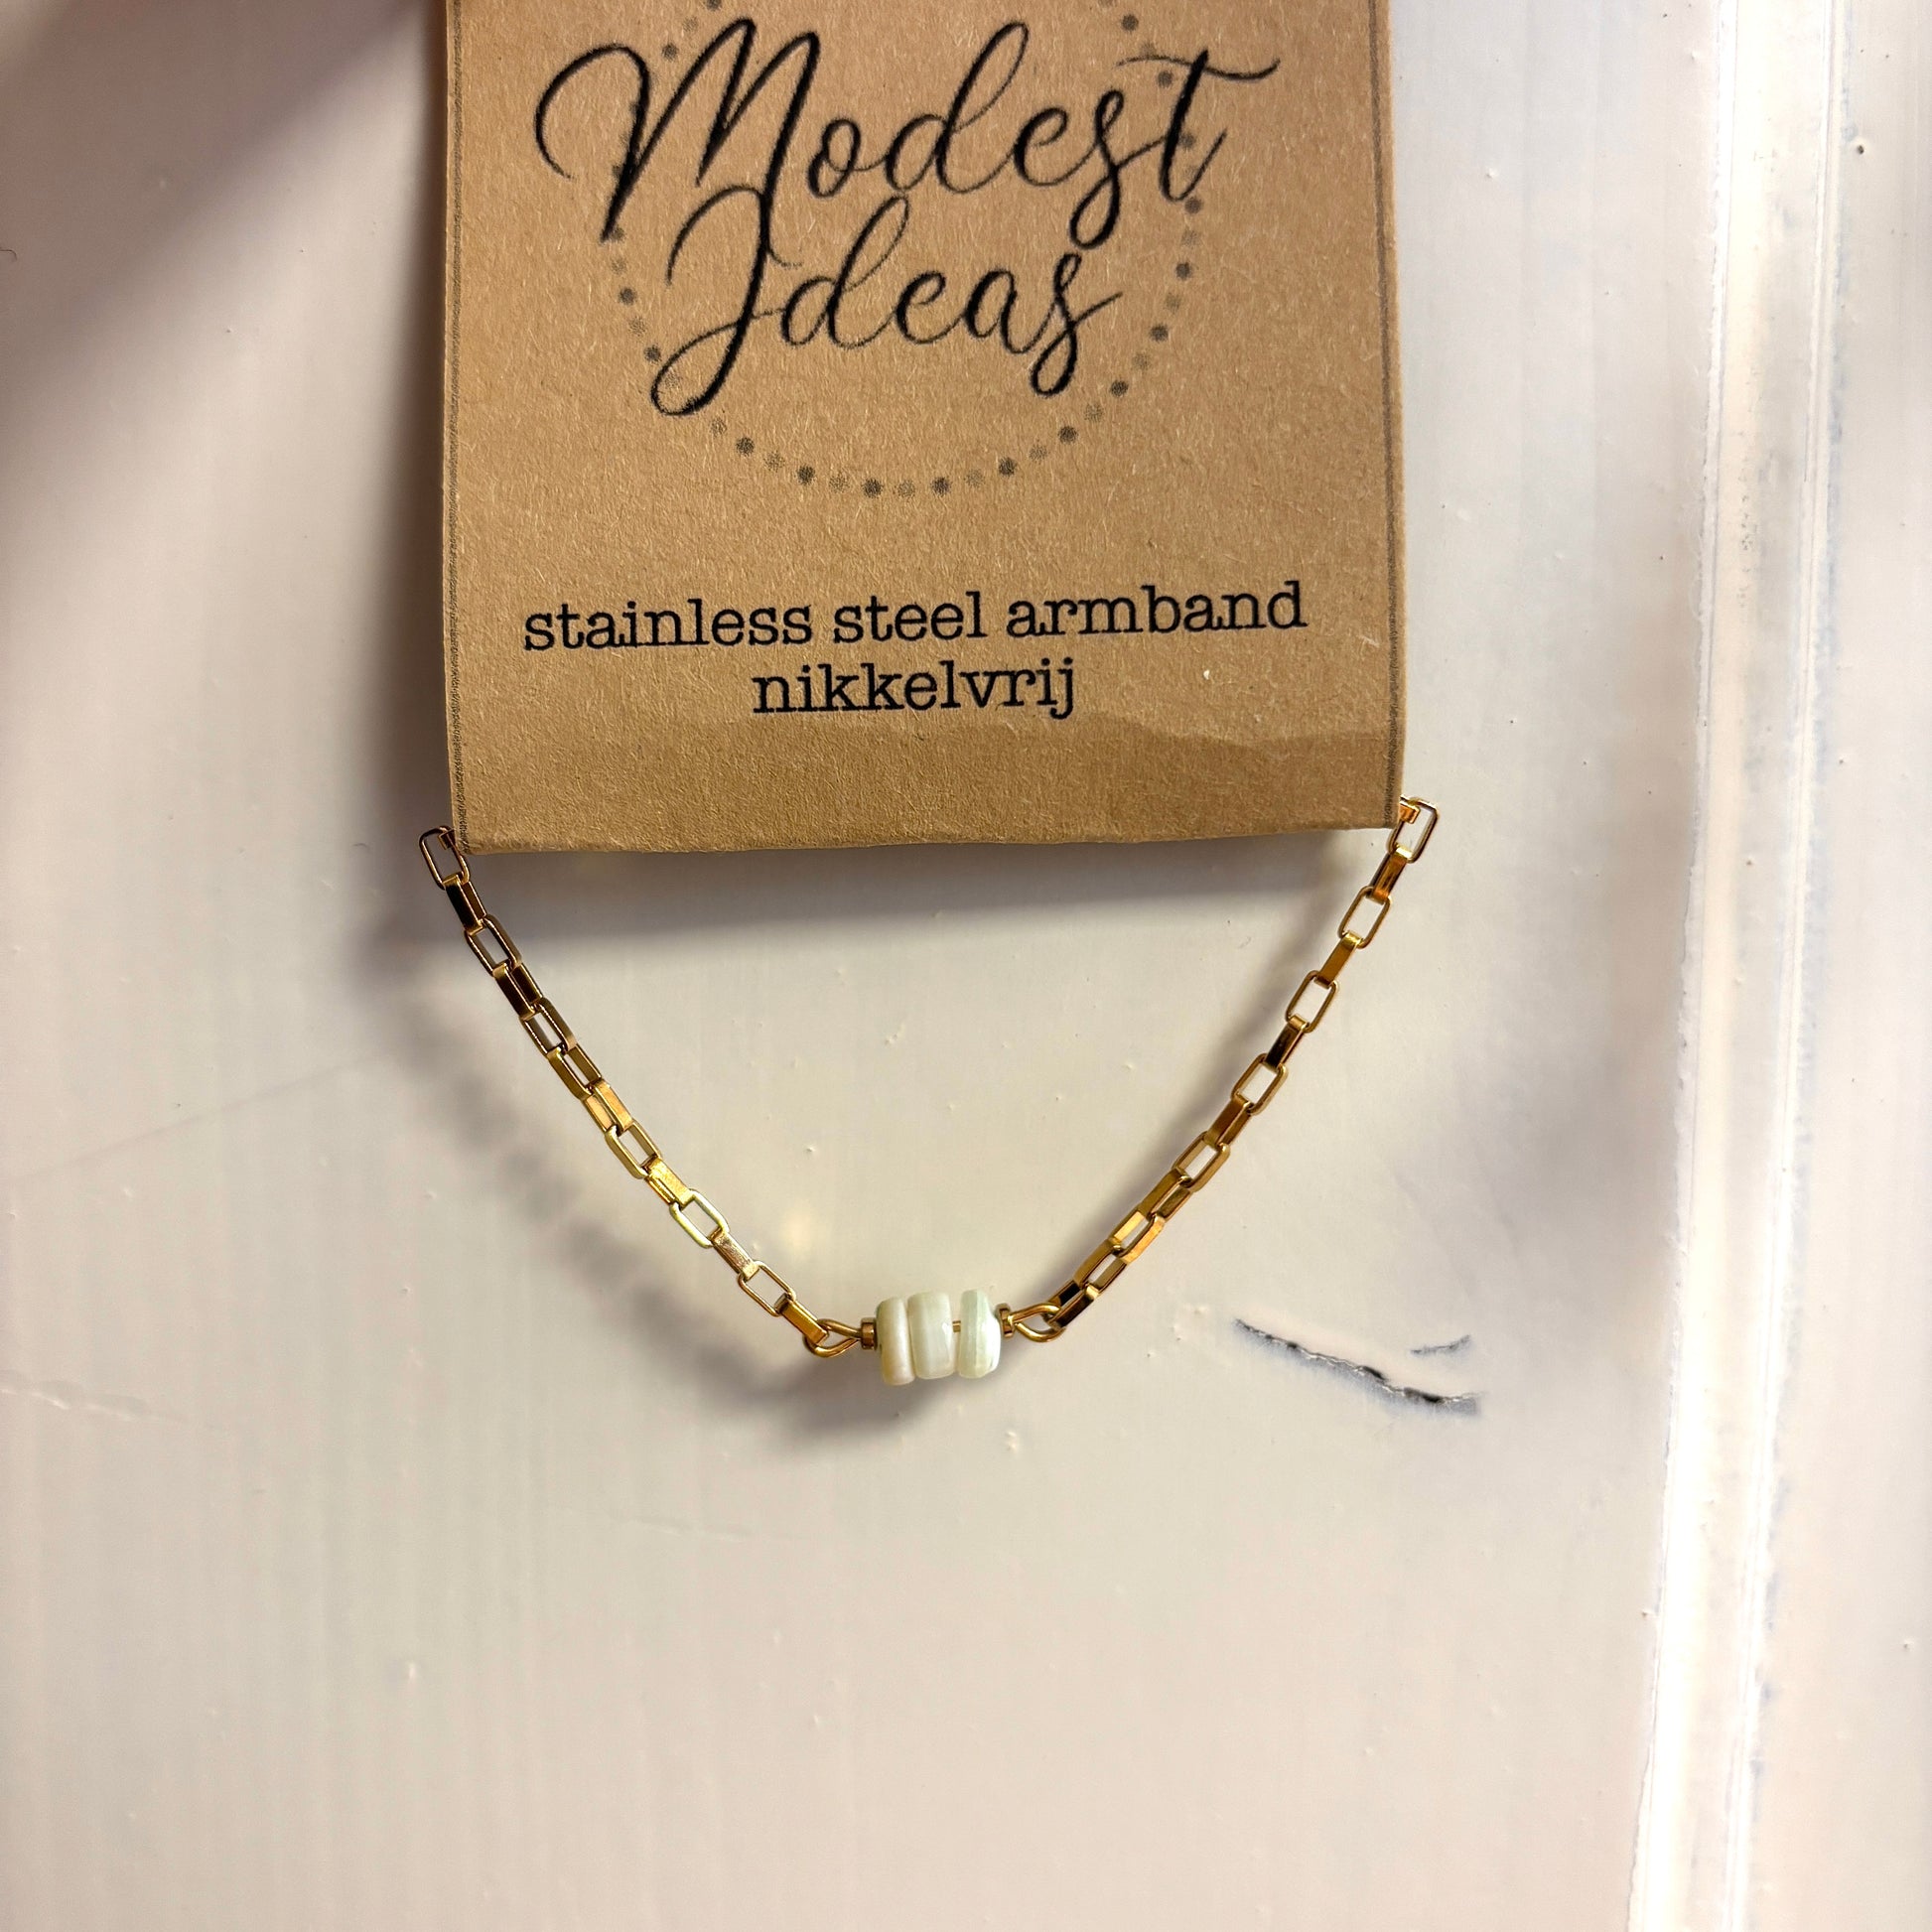 Modest
Ideas
stainless steel armband
nikkelvrij